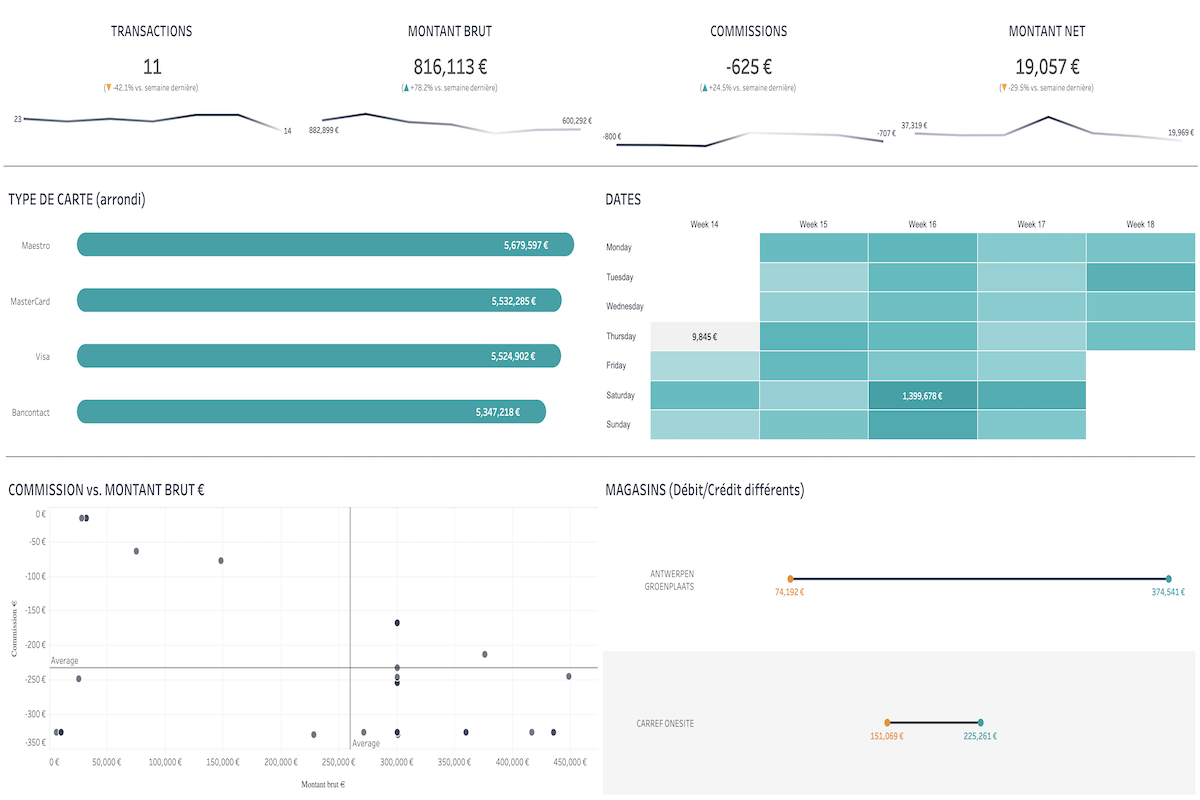 TRANSACTIONS
11
(▼ -42.1% vs. semaine dernière)
23
14
MONTANT BRUT
816,113 €
(▲ +78.2% vs. semaine dernière)
882,899 €
600,292 €
COMMISSIONS
-625 €
(▲ +24.5% vs. semaine dernière)
-800 €
-707 €
MONTANT NET
19,057 €
(▼ -29.5% vs. semaine dernière)
37,319 €
19,969 €
TYPE DE CARTE (arrondi)
Maestro 5,679,597 €
MasterCard 5,532,285 €
Visa 5,524,902 €
Bancontact 5,347,218 €
DATES
Week 14 Week 15 Week 16 Week 17 Week 18
Monday
Tuesday
Wednesday
Thursday 9,845 €
Friday
Saturday 1,399,678 €
Sunday
COMMISSION vs. MONTANT BRUT €
Commission €
0 €
-50 €
-100 €
-150 €
-200 €
Average
-250 €
-300 €
-350 €
Average
0 € 50,000 € 100,000 € 150,000 € 200,000 € 250,000 € 300,000 € 350,000 € 400,000 € 450,000 €
Montant brut €
MAGASINS (Débit/Crédit différents)
ANTWERPEN
GROENPLAATS
74,192 € 374,541 €
CARREF ONESITE
151,069 € 225,261 €